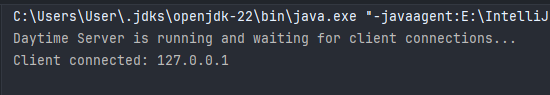 C:\Users\User\.jdks\openjdk-22\bin\java.exe "-javaagent:E:\IntelliJ
Daytime Server is running and waiting for client connections...
Client connected: 127.0.0.1